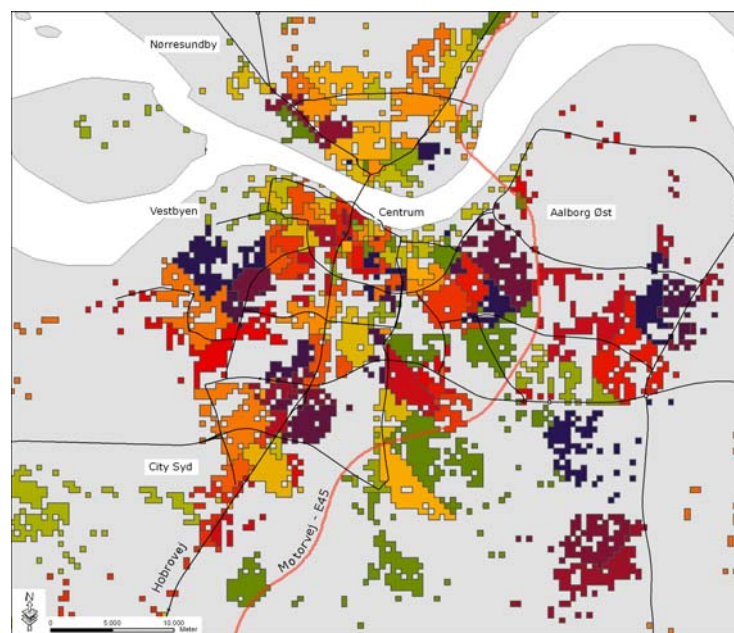 Nørresundby
Vestbyen
Centrum
Aalborg Øst
City Syd
Motorvej - E45
Hobrovej
N
0
5 000
10 000
Meter